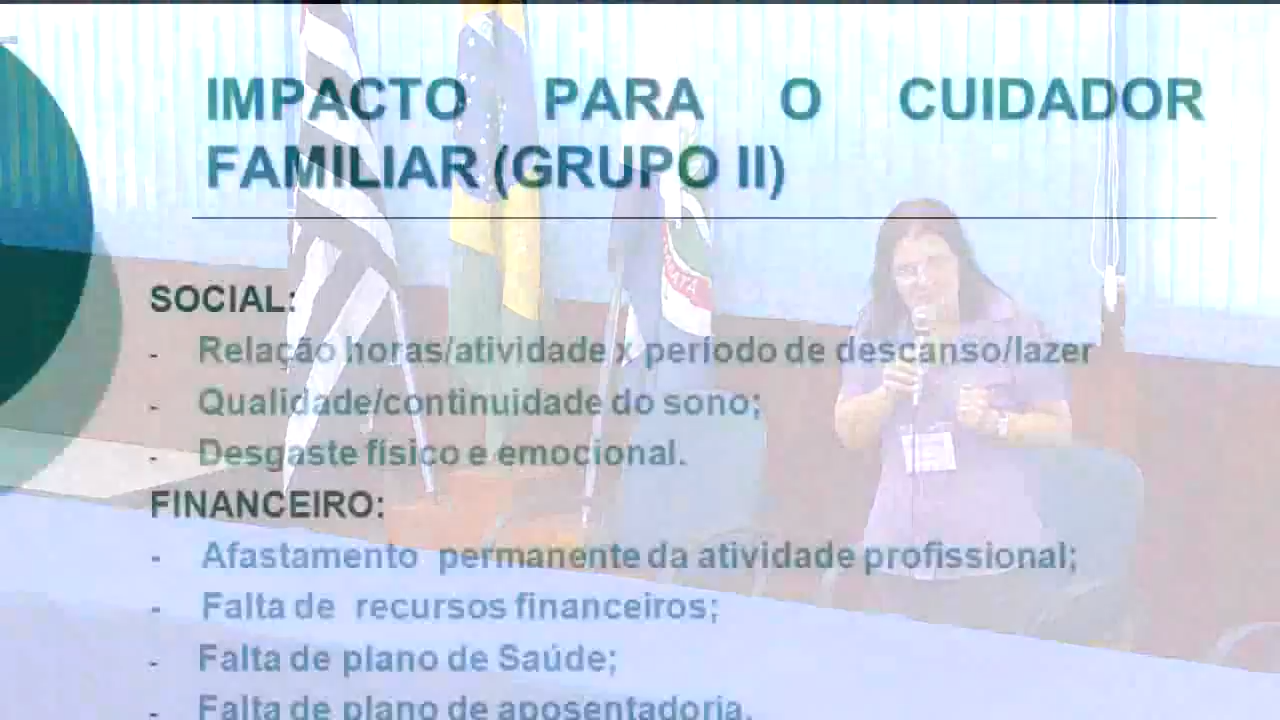 IMPACTO PARA O CUIDADOR
FAMILIAR (GRUPO II)
SOCIAL:
- Relação horas/atividade x período de descanso/lazer
- Qualidade/continuidade do sono;
- Desgaste físico e emocional.
FINANCEIRO:
- Afastamento permanente da atividade profissional;
- Falta de recursos financeiros;
- Falta de plano de Saúde;
- Falta de plano de aposentadoria.